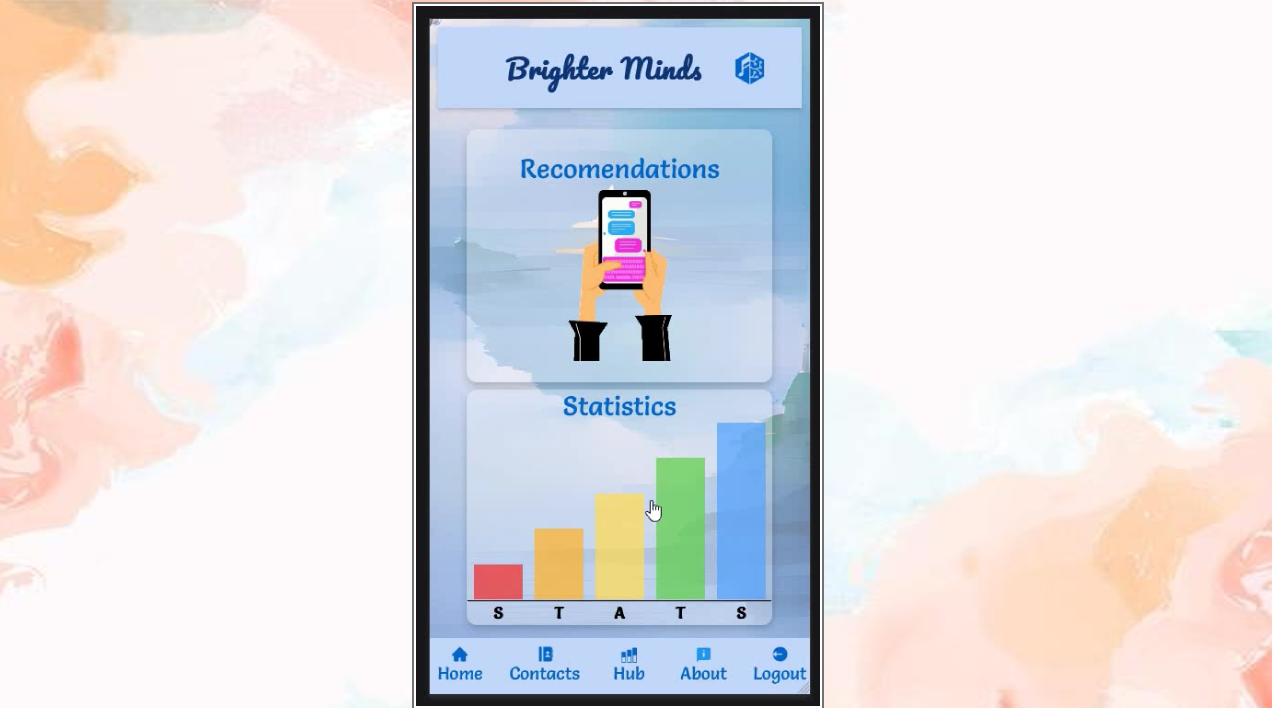 Brighter Minds
Recomendations
Statistics
S T A T S
Home Contacts Hub About Logout